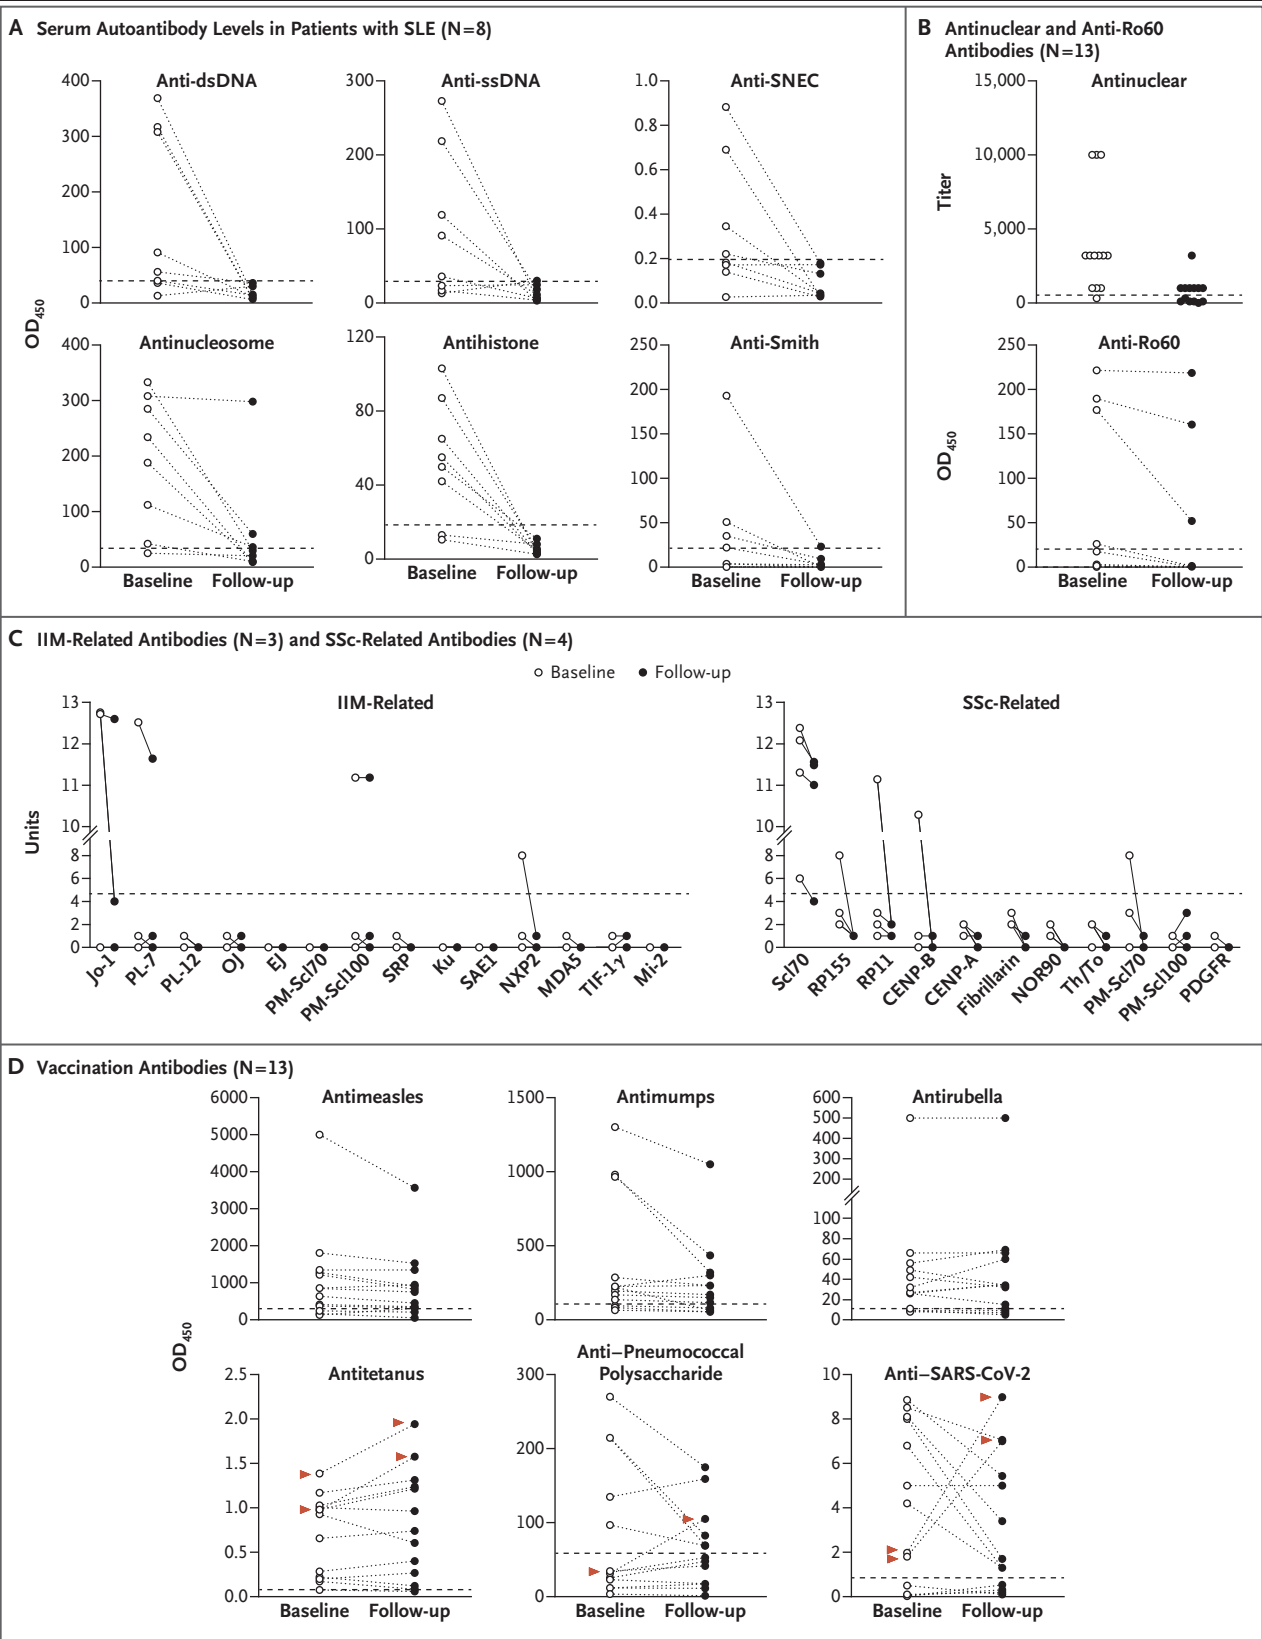 A Serum Autoantibody Levels in Patients with SLE (N=8)
Anti-dsDNA
400
300
200
100
0
Anti-ssDNA
300
200
100
0
Anti-SNEC
1.0
0.8
0.6
0.4
0.2
0.0
OD450
Antinucleosome
400
300
200
100
0
Baseline Follow-up
Antihistone
120
80
40
0
Baseline Follow-up
Anti-Smith
250
200
150
100
50
0
Baseline Follow-up
B Antinuclear and Anti-Ro60
Antibodies (N=13)
Antinuclear
15,000
10,000
5,000
0
Titer
Anti-Ro60
250
200
150
100
50
0
OD450
Baseline Follow-up
C IIM-Related Antibodies (N=3) and SSc-Related Antibodies (N=4)
Baseline Follow-up
IIM-Related
13
12
11
10
8
6
4
2
0
Units
Jo-1
PL-7
PL-12
OJ
EJ
PM-Scl70
PM-Scl100
SRP
Ku
SAE1
NXP2
MDA5
TIF-1γ
Mi-2
SSc-Related
13
12
11
10
8
6
4
2
0
Scl70
RP155
RP11
CENP-B
CENP-A
Fibrillarin
NOR90
Th/To
PM-Scl70
PM-Scl100
PDGFR
D Vaccination Antibodies (N=13)
Antimeasles
6000
5000
4000
3000
2000
1000
0
Antimumps
1500
1000
500
0
Antirubella
600
500
400
300
200
100
80
60
40
20
0
OD450
Antitetanus
2.5
2.0
1.5
1.0
0.5
0.0
Baseline Follow-up
Anti–Pneumococcal
Polysaccharide
300
200
100
0
Baseline Follow-up
Anti–SARS-CoV-2
10
8
6
4
2
0
Baseline Follow-up